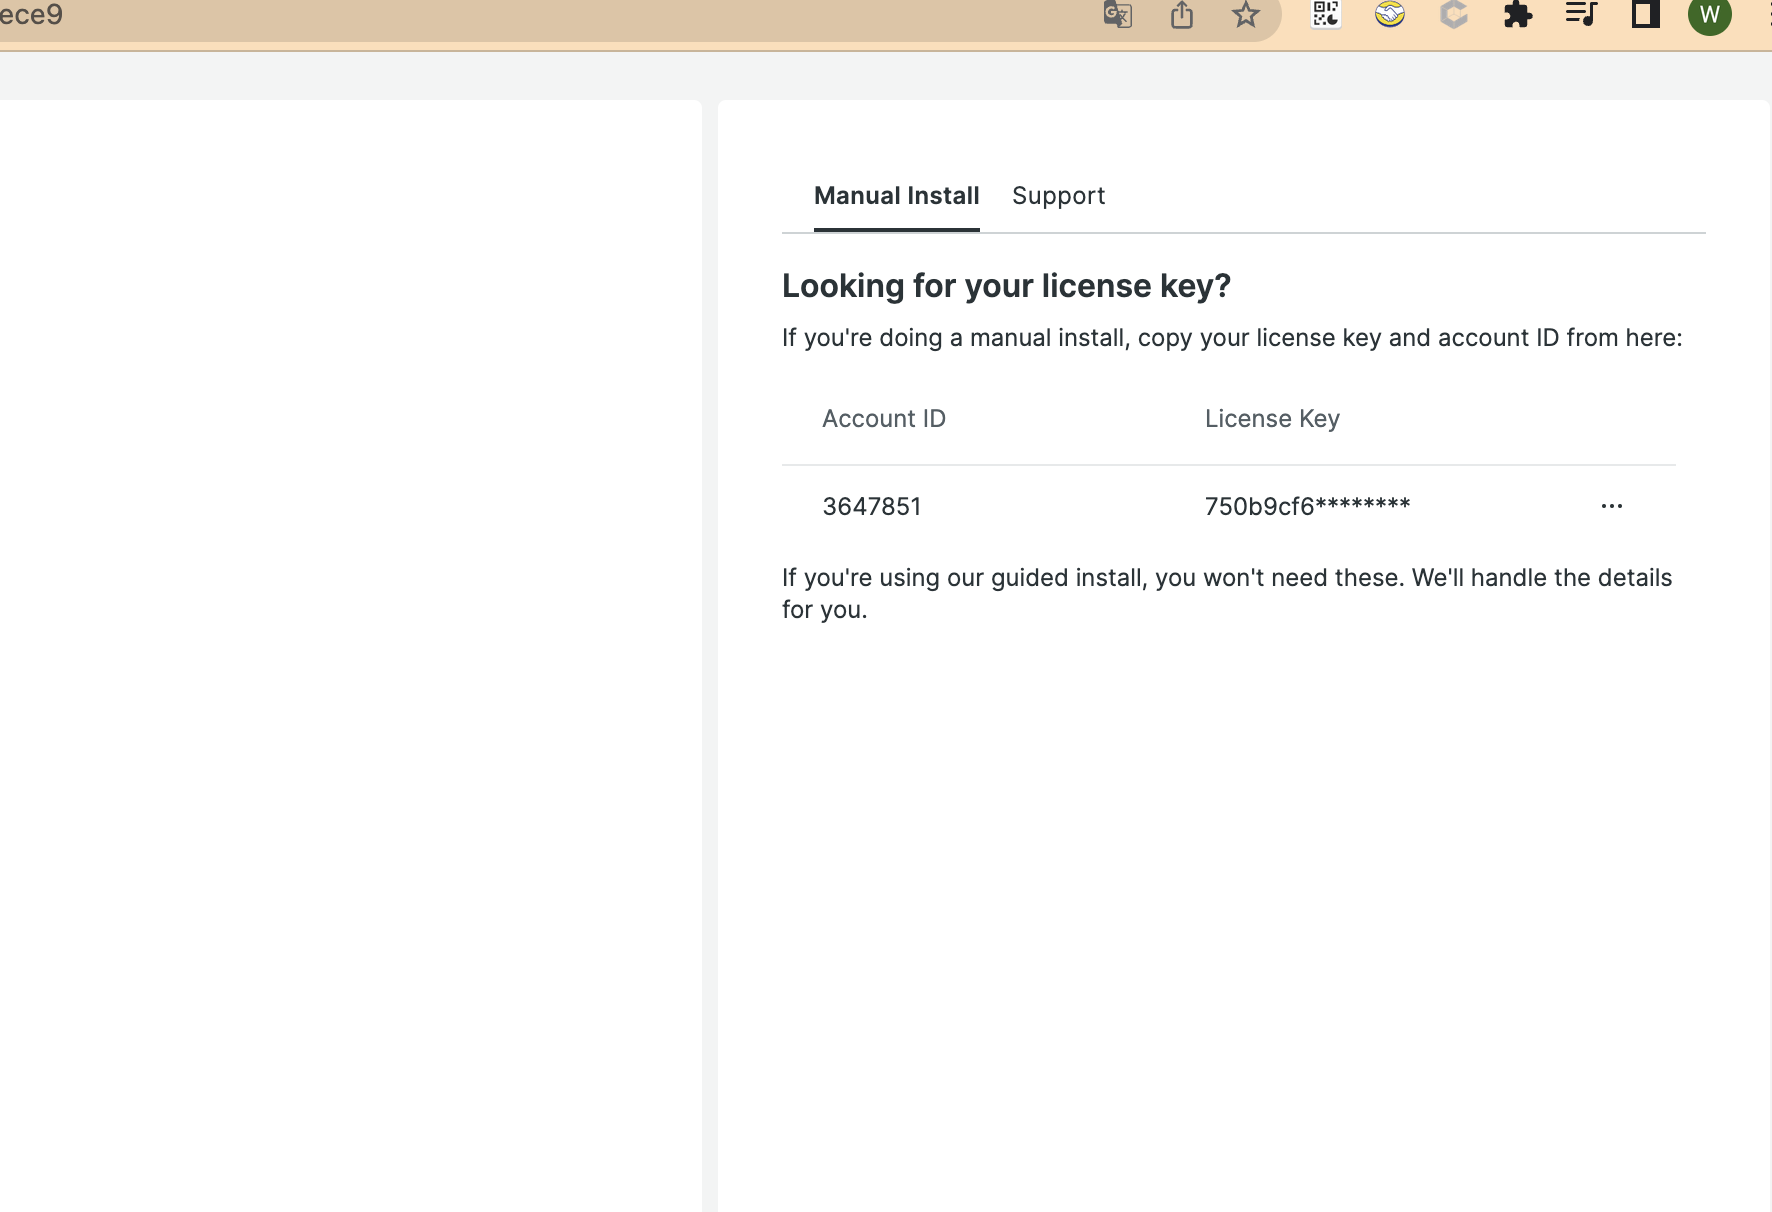 ece9
W
Manual Install Support
Looking for your license key?
If you're doing a manual install, copy your license key and account ID from here:
Account ID License Key
3647851 750b9cf6******** ...
If you're using our guided install, you won't need these. We'll handle the details
for you.